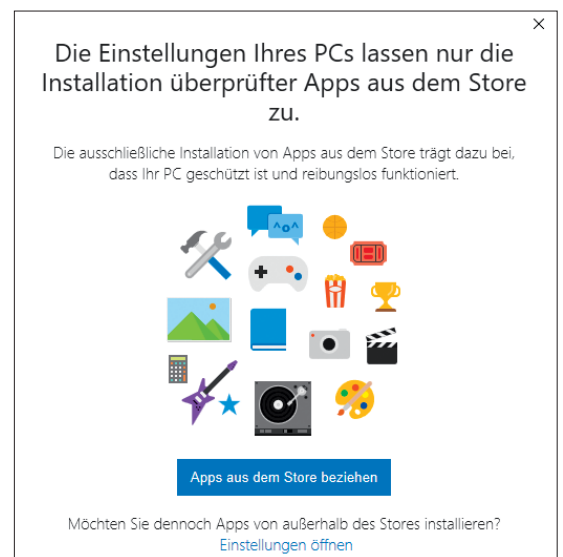 Die Einstellungen Ihres PCs lassen nur die
Installation überprüfter Apps aus dem Store
zu.
Die ausschließliche Installation von Apps aus dem Store trägt dazu bei,
dass Ihr PC geschützt ist und reibungslos funktioniert.
^o^
Apps aus dem Store beziehen
Möchten Sie dennoch Apps von außerhalb des Stores installieren?
Einstellungen öffnen